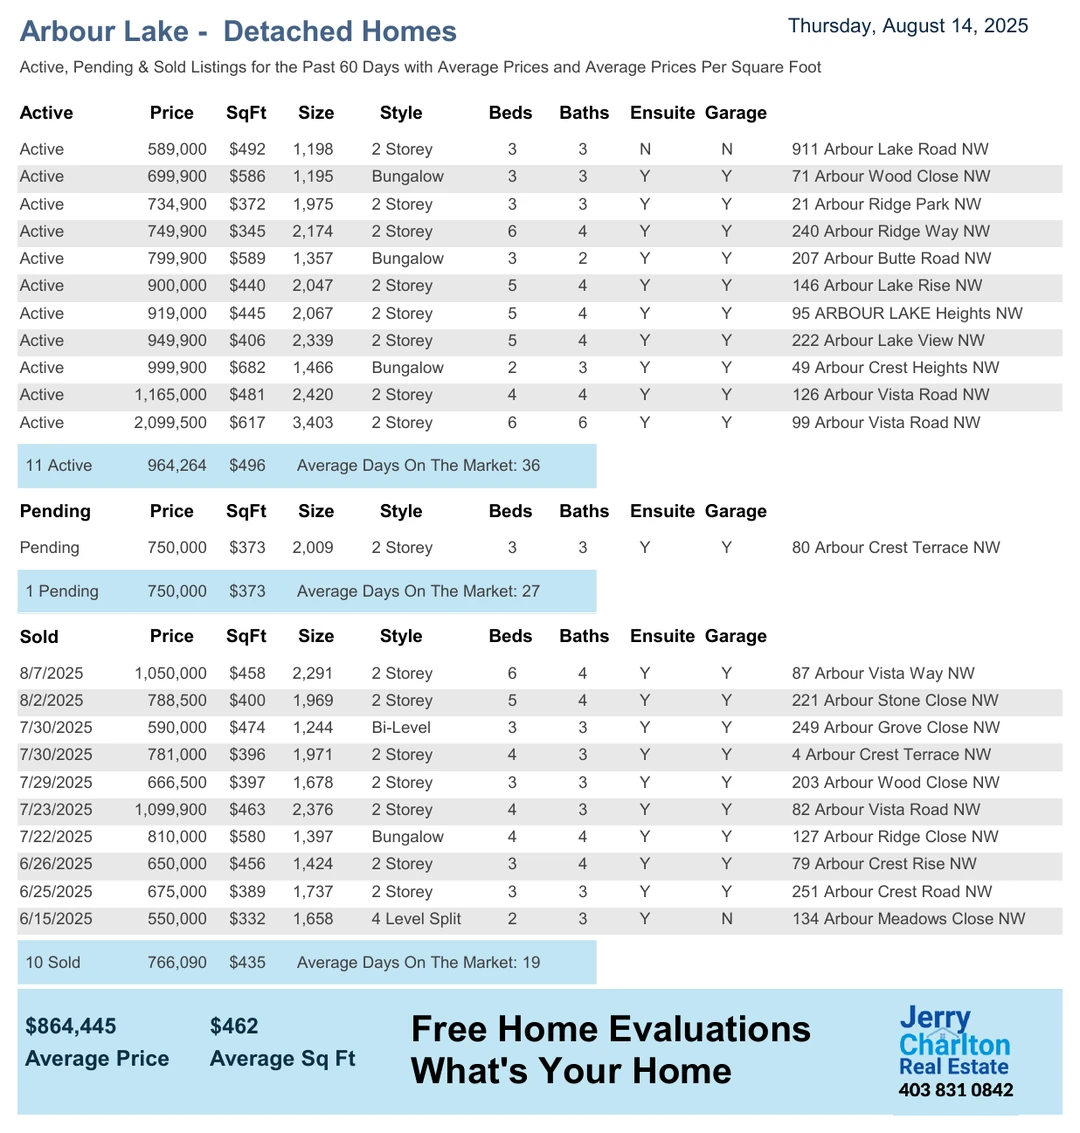 Arbour Lake - Detached Homes
Thursday, August 14, 2025
Active, Pending & Sold Listings for the Past 60 Days with Average Prices and Average Prices Per Square Foot
Active Price SqFt Size Style Beds Baths Ensuite Garage
Active 589,000 $492 1,198 2 Storey 3 3 N N 911 Arbour Lake Road NW
Active 699,900 $586 1,195 Bungalow 3 3 Y Y 71 Arbour Wood Close NW
Active 734,900 $372 1,975 2 Storey 3 3 Y Y 21 Arbour Ridge Park NW
Active 749,900 $345 2,174 2 Storey 6 4 Y Y 240 Arbour Ridge Way NW
Active 799,900 $589 1,357 Bungalow 3 2 Y Y 207 Arbour Butte Road NW
Active 900,000 $440 2,047 2 Storey 5 4 Y Y 146 Arbour Lake Rise NW
Active 919,000 $445 2,067 2 Storey 5 4 Y Y 95 ARBOUR LAKE Heights NW
Active 949,900 $406 2,339 2 Storey 5 4 Y Y 222 Arbour Lake View NW
Active 999,900 $682 1,466 Bungalow 2 3 Y Y 49 Arbour Crest Heights NW
Active 1,165,000 $481 2,420 2 Storey 4 4 Y Y 126 Arbour Vista Road NW
Active 2,099,500 $617 3,403 2 Storey 6 6 Y Y 99 Arbour Vista Road NW
11 Active 964,264 $496 Average Days On The Market: 36
Pending Price SqFt Size Style Beds Baths Ensuite Garage
Pending 750,000 $373 2,009 2 Storey 3 3 Y Y 80 Arbour Crest Terrace NW
1 Pending 750,000 $373 Average Days On The Market: 27
Sold Price SqFt Size Style Beds Baths Ensuite Garage
8/7/2025 1,050,000 $458 2,291 2 Storey 6 4 Y Y 87 Arbour Vista Way NW
8/2/2025 788,500 $400 1,969 2 Storey 5 4 Y Y 221 Arbour Stone Close NW
7/30/2025 590,000 $474 1,244 Bi-Level 3 3 Y Y 249 Arbour Grove Close NW
7/30/2025 781,000 $396 1,971 2 Storey 4 3 Y Y 4 Arbour Crest Terrace NW
7/29/2025 666,500 $397 1,678 2 Storey 3 3 Y Y 203 Arbour Wood Close NW
7/23/2025 1,099,900 $463 2,376 2 Storey 4 3 Y Y 82 Arbour Vista Road NW
7/22/2025 810,000 $580 1,397 Bungalow 4 4 Y Y 127 Arbour Ridge Close NW
6/26/2025 650,000 $456 1,424 2 Storey 3 4 Y Y 79 Arbour Crest Rise NW
6/25/2025 675,000 $389 1,737 2 Storey 3 3 Y Y 251 Arbour Crest Road NW
6/15/2025 550,000 $332 1,658 4 Level Split 2 3 Y N 134 Arbour Meadows Close NW
10 Sold 766,090 $435 Average Days On The Market: 19
$864,445 $462
Average Price Average Sq Ft
Free Home Evaluations
What's Your Home
Jerry
Charlton
Real Estate
403 831 0842